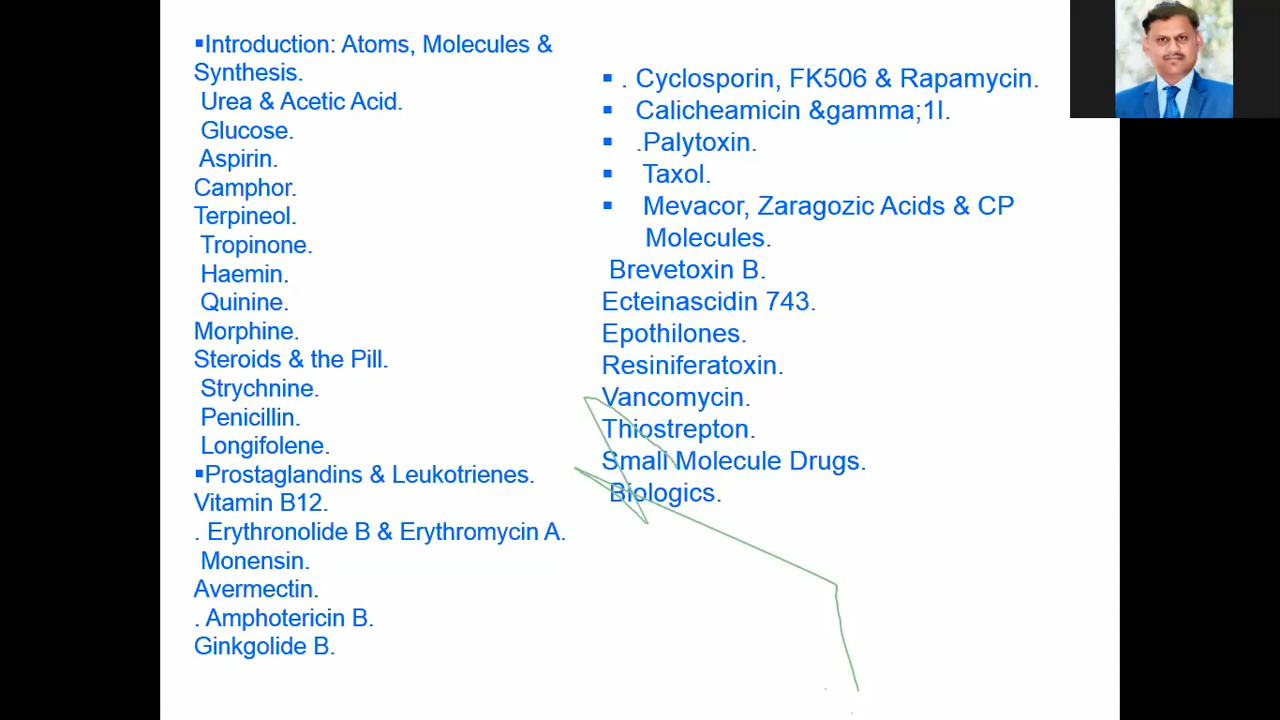 ▪Introduction: Atoms, Molecules &
Synthesis.
Urea & Acetic Acid.
Glucose.
Aspirin.
Camphor.
Terpineol.
Tropinone.
Haemin.
Quinine.
Morphine.
Steroids & the Pill.
Strychnine.
Penicillin.
Longifolene.
▪Prostaglandins & Leukotrienes.
Vitamin B12.
. Erythronolide B & Erythromycin A.
Monensin.
Avermectin.
. Amphotericin B.
Ginkgolide B.
▪ . Cyclosporin, FK506 & Rapamycin.
▪ Calicheamicin &gamma;1I.
▪ .Palytoxin.
▪ Taxol.
▪ Mevacor, Zaragozic Acids & CP
Molecules.
Brevetoxin B.
Ecteinascidin 743.
Epothilones.
Resiniferatoxin.
Vancomycin.
Thiostrepton.
Small Molecule Drugs.
Biologics.